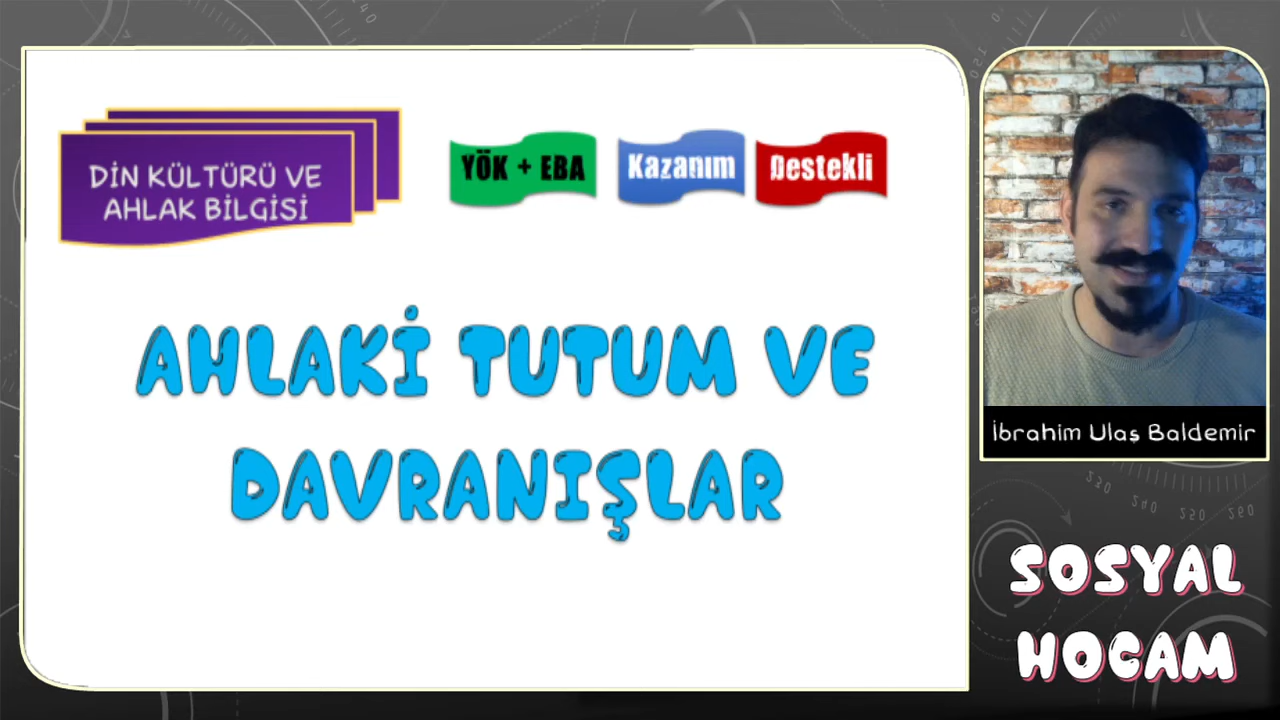 DİN KÜLTÜRÜ VE
AHLAK BİLGİSİ
YÖK + EBA
Kazanım
Destekli
AHLAKİ TUTUM VE
DAVRANIŞLAR
İbrahim Ulaş Baldemir
SOSYAL
HOCAM